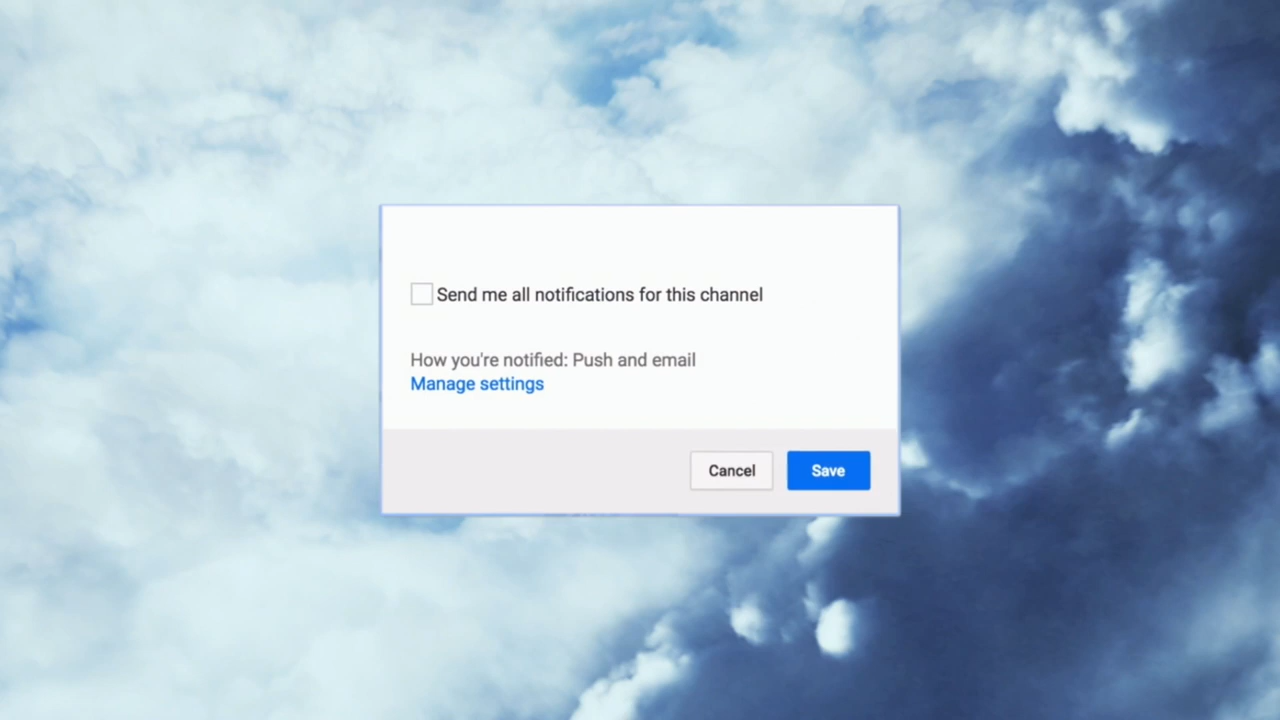 Send me all notifications for this channel
How you're notified: Push and email
Manage settings
Cancel
Save